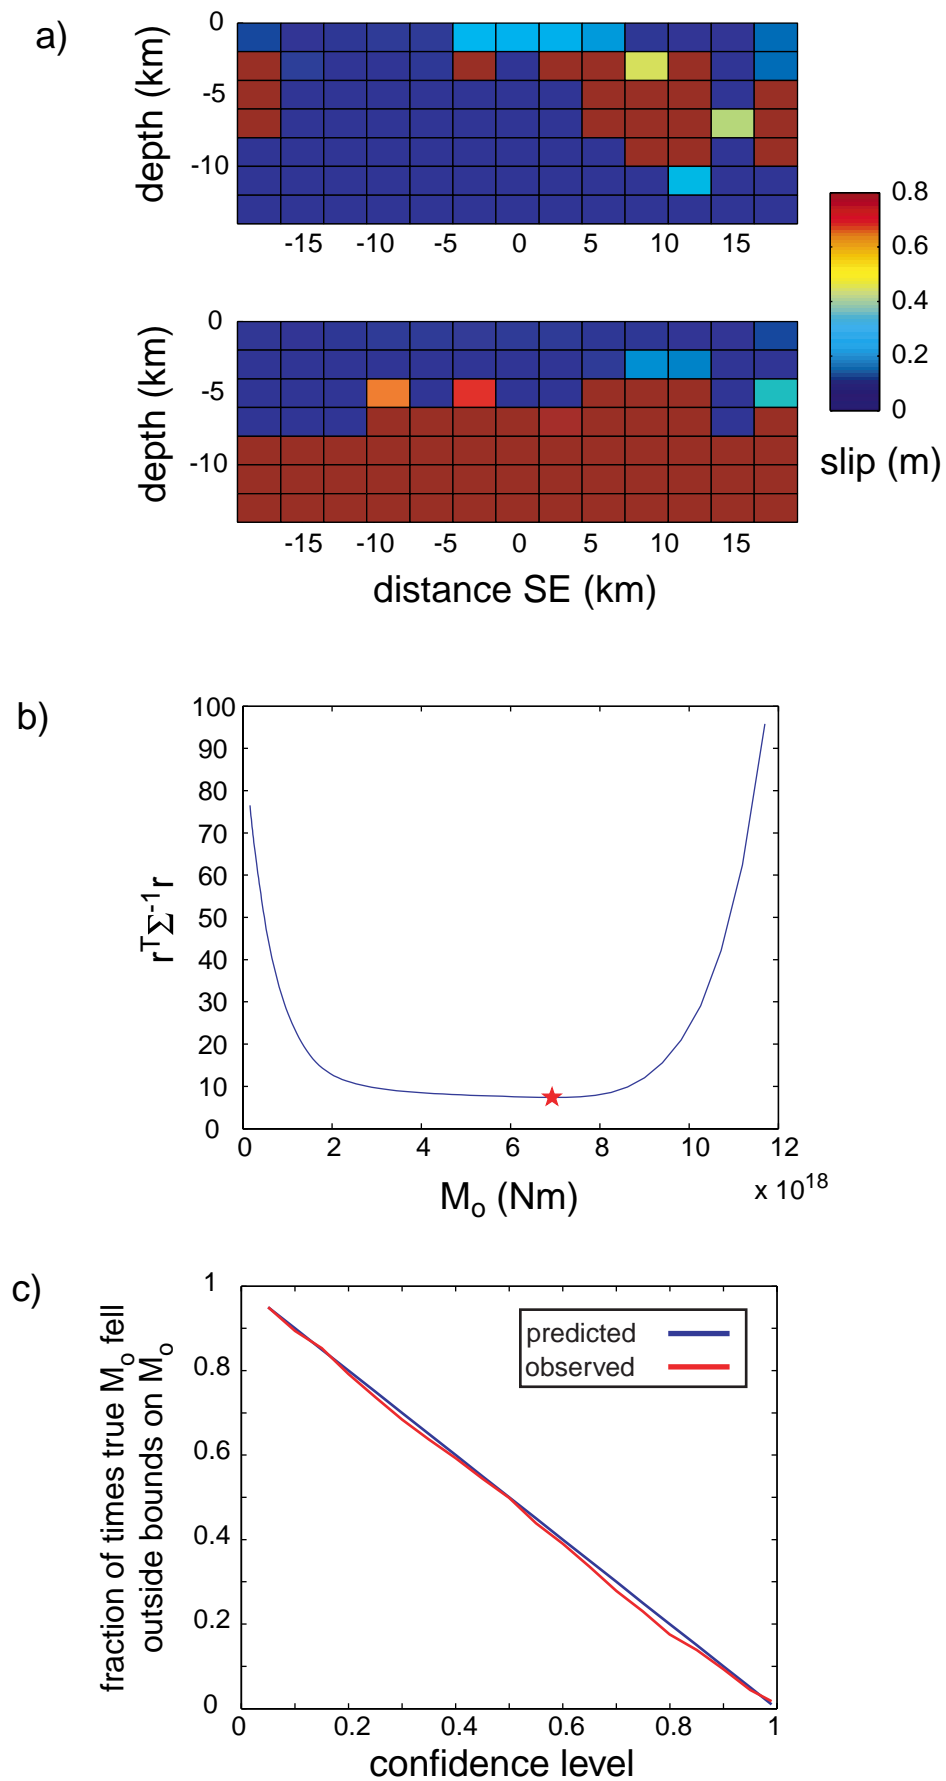 a)
depth (km)
0
-5
-10
-15 -10 -5 0 5 10 15
depth (km)
0
-5
-10
-15 -10 -5 0 5 10 15
distance SE (km)
0.8
0.6
0.4
0.2
0
slip (m)
b)
r^T Σ^-1 r
100
90
80
70
60
50
40
30
20
10
0
0 2 4 6 8 10 12
M_o (Nm)
x 10^18
c)
fraction of times true M_o fell
outside bounds on M_o
1
0.8
0.6
0.4
0.2
0
predicted
observed
0 0.2 0.4 0.6 0.8 1
confidence level